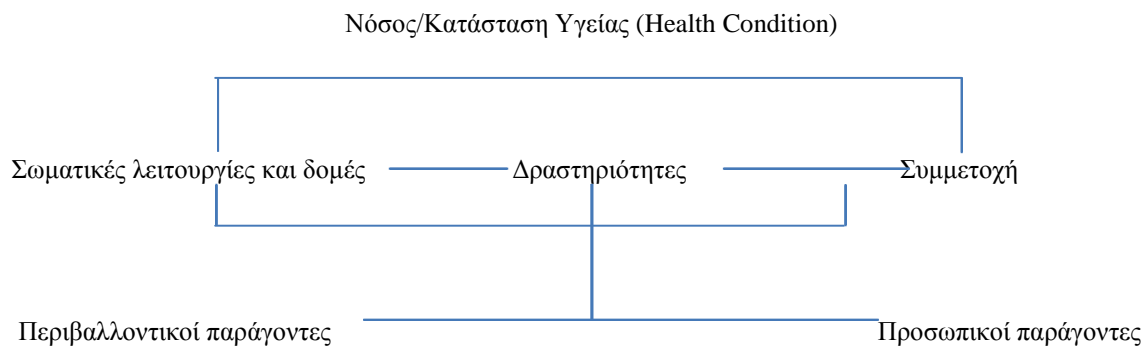 Νόσος/Κατάσταση Υγείας (Health Condition)
Σωματικές λειτουργίες και δομές Δραστηριότητες Συμμετοχή
Περιβαλλοντικοί παράγοντες Προσωπικοί παράγοντες